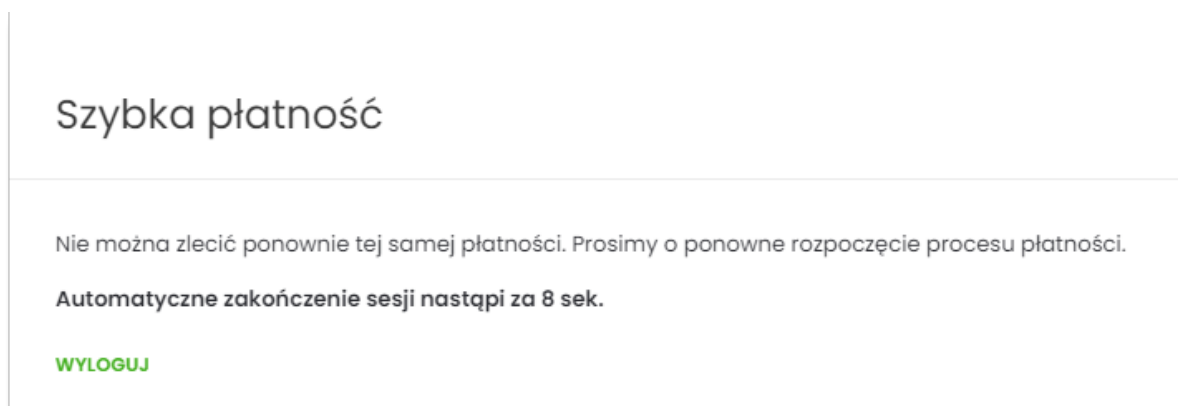 Szybka płatność
Nie można zlecić ponownie tej samej płatności. Prosimy o ponowne rozpoczęcie procesu płatności.
Automatyczne zakończenie sesji nastąpi za 8 sek.
WYLOGUJ